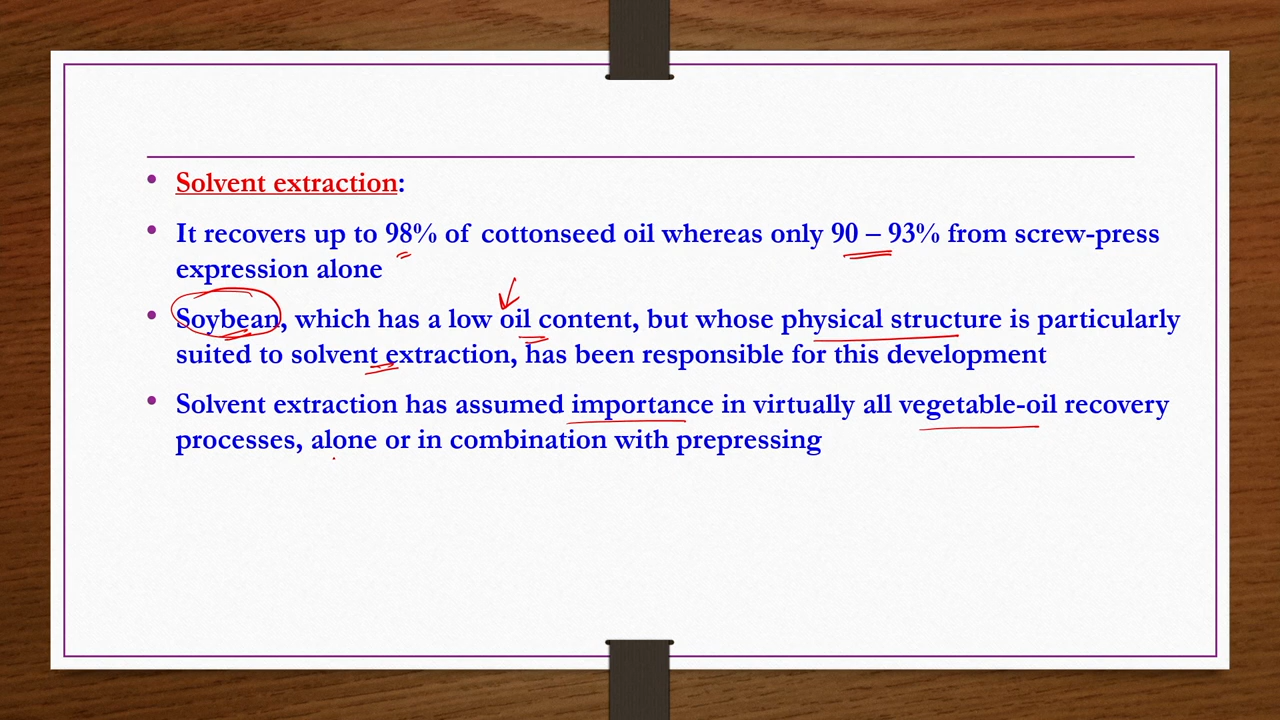 • Solvent extraction:
• It recovers up to 98% of cottonseed oil whereas only 90 – 93% from screw-press
expression alone
• Soybean, which has a low oil content, but whose physical structure is particularly
suited to solvent extraction, has been responsible for this development
• Solvent extraction has assumed importance in virtually all vegetable-oil recovery
processes, alone or in combination with prepressing